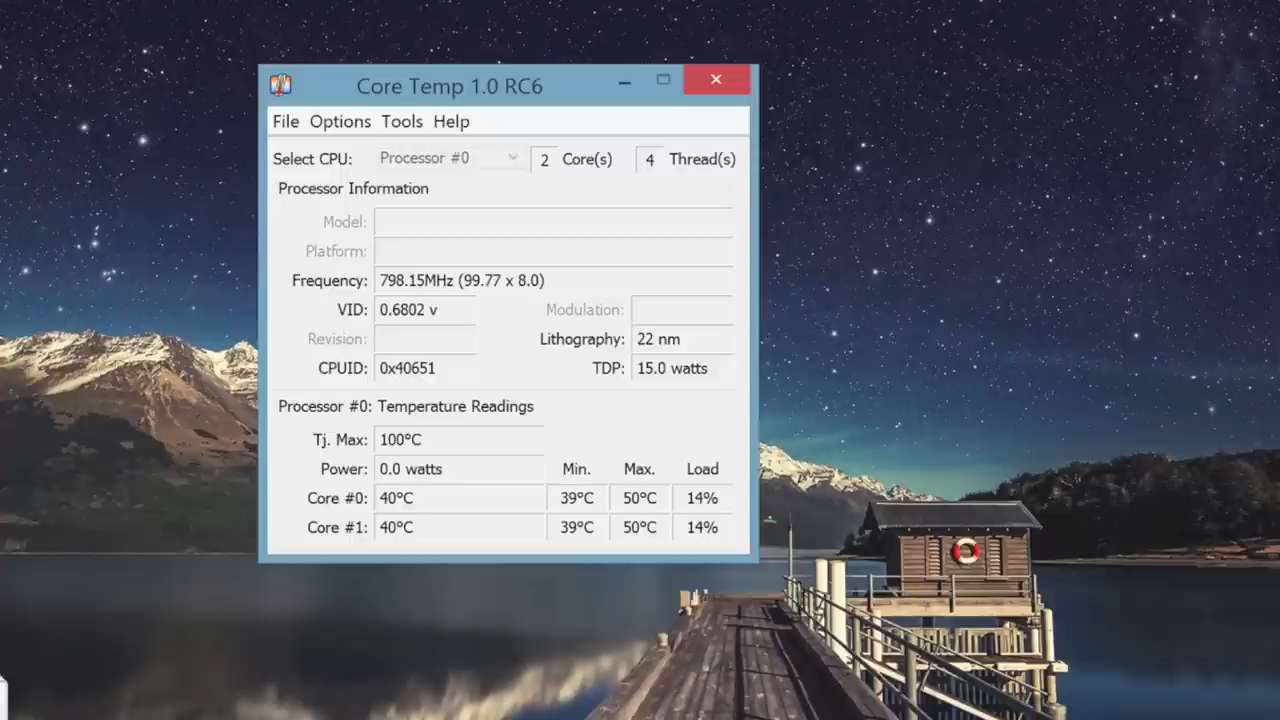 Core Temp 1.0 RC6
File Options Tools Help
Select CPU: Processor #0 2 Core(s) 4 Thread(s)
Processor Information
Model:
Platform:
Frequency: 798.15MHz (99.77 x 8.0)
VID: 0.6802 v Modulation:
Revision: Lithography: 22 nm
CPUID: 0x40651 TDP: 15.0 watts
Processor #0: Temperature Readings
Tj. Max: 100°C
Power: 0.0 watts Min. Max. Load
Core #0: 40°C 39°C 50°C 14%
Core #1: 40°C 39°C 50°C 14%